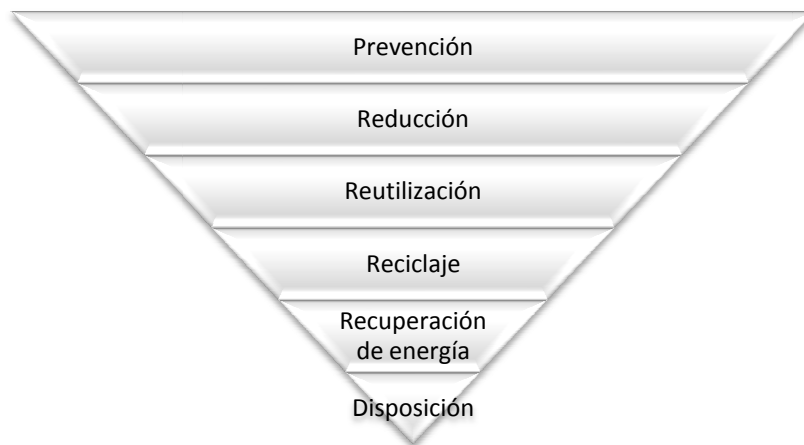 Prevención
Reducción
Reutilización
Reciclaje
Recuperación
de energía
Disposición